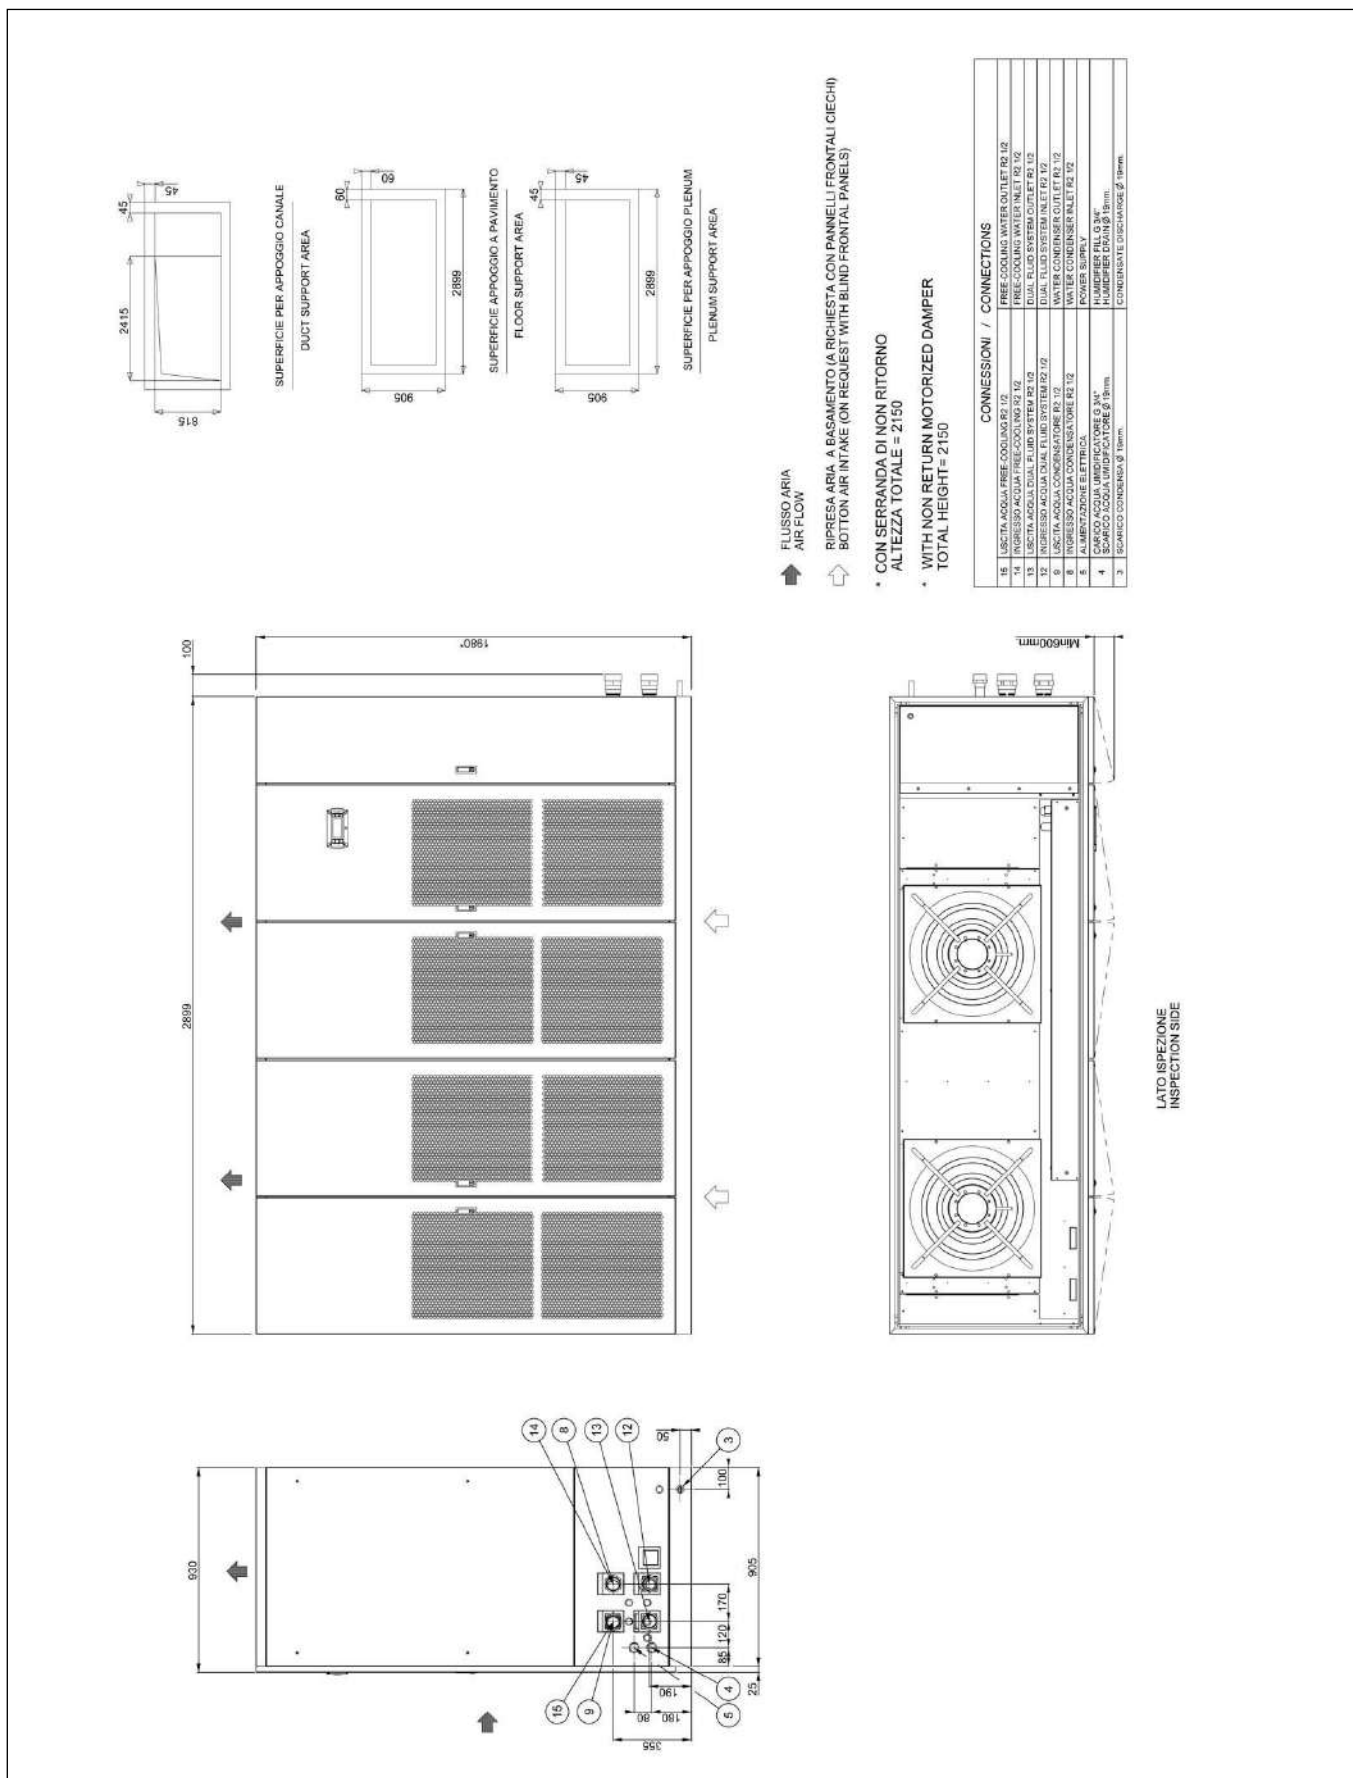 2415
45
45
815
SUPERFICIE PER APPOGGIO CANALE
DUCT SUPPORT AREA
60
60
905
2899
SUPERFICIE APPOGGIO A PAVIMENTO
FLOOR SUPPORT AREA
45
45
905
2899
SUPERFICIE PER APPOGGIO PLENUM
PLENUM SUPPORT AREA
FLUSSO ARIA
AIR FLOW
RIPRESA ARIA A BASAMENTO (A RICHIESTA CON PANNELLI FRONTALI CIECHI)
BOTTON AIR INTAKE (ON REQUEST WITH BLIND FRONTAL PANELS)
* CON SERRANDA DI NON RITORNO
ALTEZZA TOTALE = 2150
* WITH NON RETURN MOTORIZED DAMPER
TOTAL HEIGHT= 2150
CONNESSIONI / CONNECTIONS
15 USCITA ACQUA FREE-COOLING R2 1/2 FREE-COOLING WATER OUTLET R2 1/2
14 INGRESSO ACQUA FREE-COOLING R2 1/2 FREE-COOLING WATER INLET R2 1/2
13 USCITA ACQUA DUAL FLUID SYSTEM R2 1/2 DUAL FLUID SYSTEM OUTLET R2 1/2
12 INGRESSO ACQUA DUAL FLUID SYSTEM R2 1/2 DUAL FLUID SYSTEM INLET R2 1/2
9 USCITA ACQUA CONDENSATORE R2 1/2 WATER CONDENSER OUTLET R2 1/2
8 INGRESSO ACQUA CONDENSATORE R2 1/2 WATER CONDENSER INLET R2 1/2
5 ALIMENTAZIONE ELETTRICA POWER SUPPLY
4 CARICO ACQUA UMIDIFICATORE G 3/4" HUMIDIFIER FILL G 3/4"
SCARICO ACQUA UMIDIFICATORE Ø 19mm. HUMIDIFIER DRAIN Ø 19mm.
3 SCARICO CONDENSA Ø 19mm. CONDENSATE DISCHARGE Ø 19mm.
2899
100
1980*
Min600mm.
LATO ISPEZIONE
INSPECTION SIDE
930
14
8
13
12
50
3
100
905
170
120
85
25
15
9
5
4
355
80
180
190